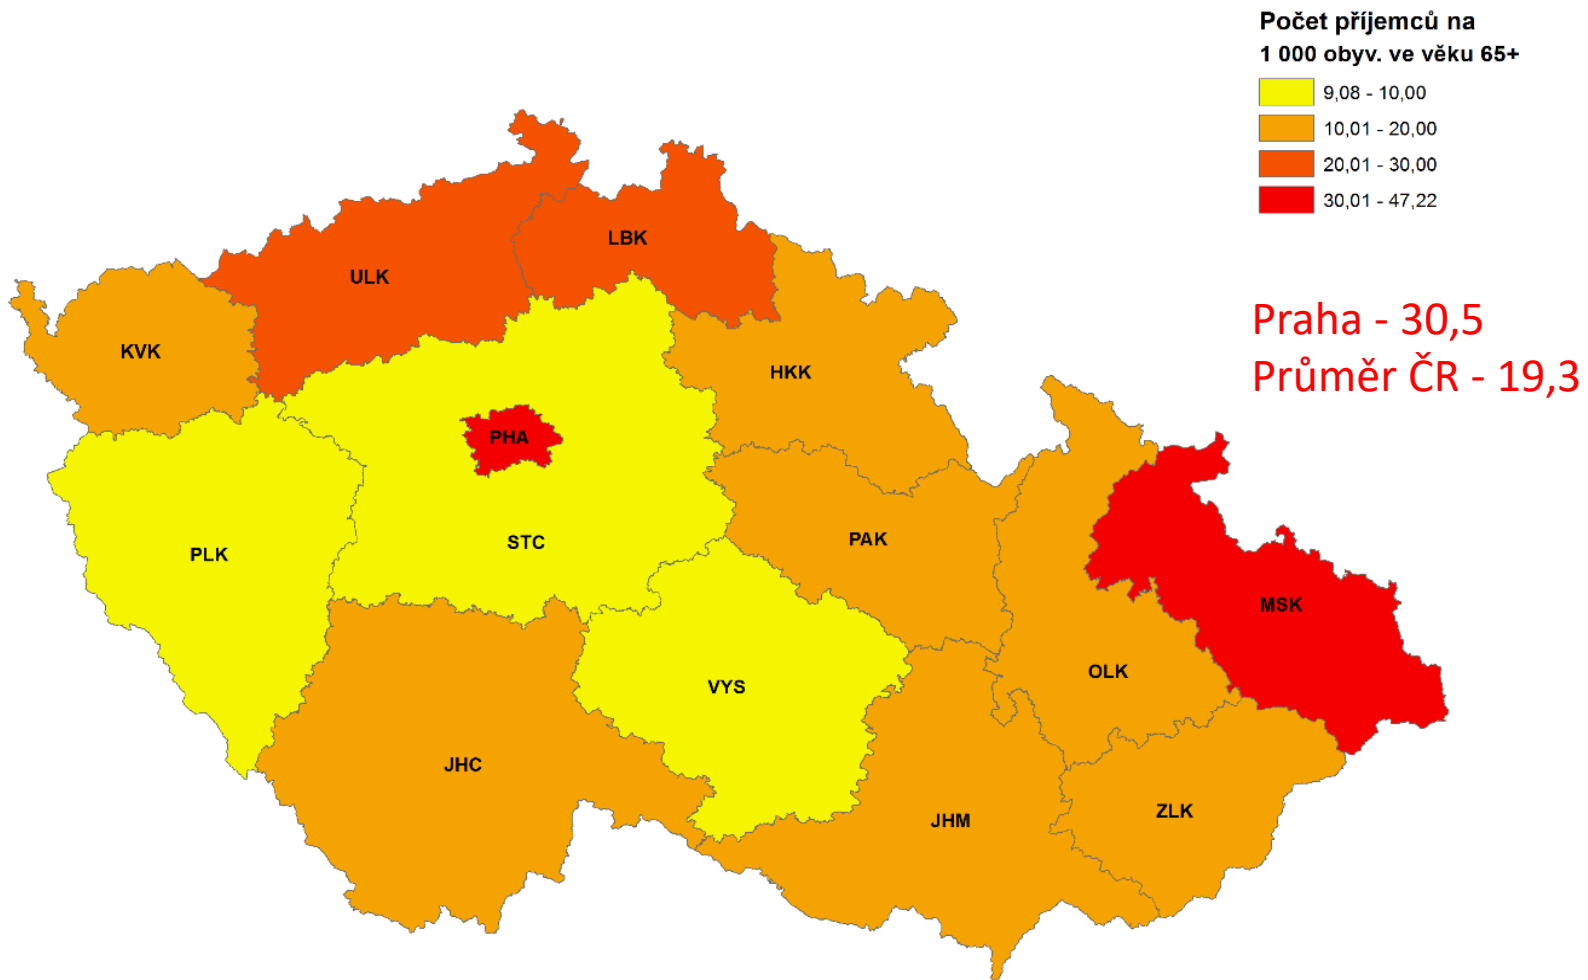 Počet příjemců na
1 000 obyv. ve věku 65+
9,08 - 10,00
10,01 - 20,00
20,01 - 30,00
30,01 - 47,22
Praha - 30,5
Průměr ČR - 19,3
LBK
ULK
KVK
HKK
PHA
PAK
STC
PLK
MSK
OLK
VYS
JHC
ZLK
JHM